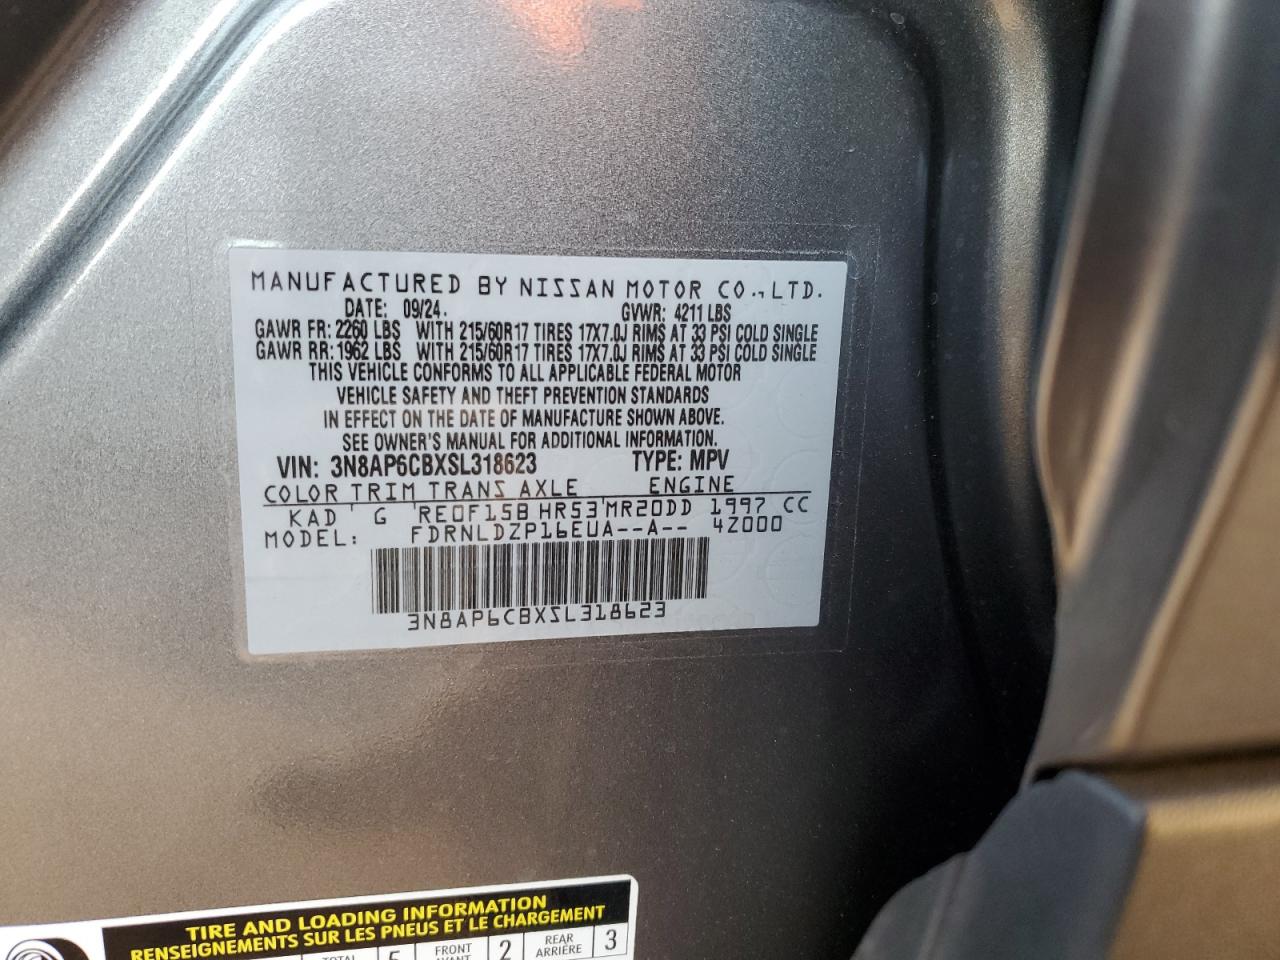 MANUFACTURED BY NISSAN MOTOR CO., LTD.
DATE: 09/24. GVWR: 4211 LBS
GAWR FR: 2260 LBS WITH 215/60R17 TIRES 17X7.0J RIMS AT 33 PSI COLD SINGLE
GAWR RR: 1962 LBS WITH 215/60R17 TIRES 17X7.0J RIMS AT 33 PSI COLD SINGLE
THIS VEHICLE CONFORMS TO ALL APPLICABLE FEDERAL MOTOR
VEHICLE SAFETY AND THEFT PREVENTION STANDARDS
IN EFFECT ON THE DATE OF MANUFACTURE SHOWN ABOVE.
SEE OWNER'S MANUAL FOR ADDITIONAL INFORMATION.
VIN: 3N8AP6CBXSL318623 TYPE: MPV
COLOR TRIM TRANS AXLE ENGINE
KAD ' G 'RE0F15B HR53'MR20DD 1997 CC
MODEL: FDRNLDZP16EUA--A-- 4Z000
3N8AP6CBXSL318623
TIRE AND LOADING INFORMATION
RENSEIGNEMENTS SUR LES PNEUS ET LE CHARGEMENT
TOTAL 5 FRONT 2 REAR 3
AVANT ARRIÈRE